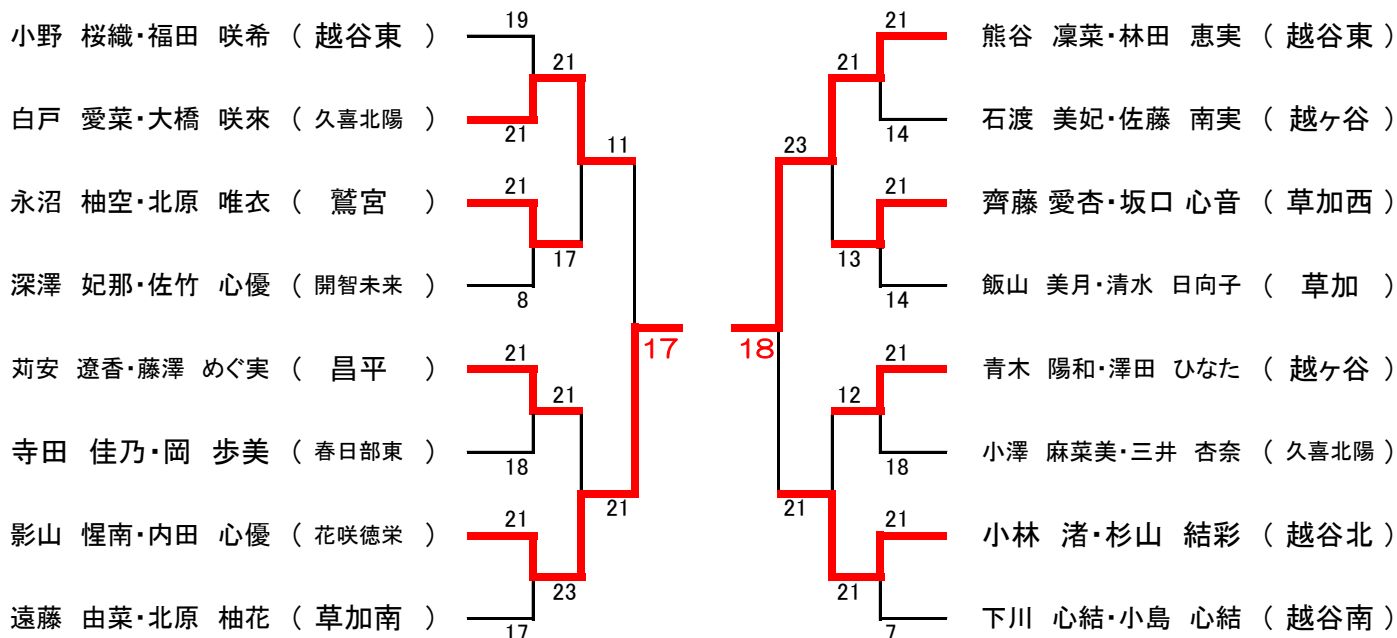 19
小野 桜織・福田 咲希 ( 越谷東 )
21
白戸 愛菜・大橋 咲來 ( 久喜北陽 )
21
11
21
永沼 柚空・北原 唯衣 ( 鷲宮 )
17
深澤 妃那・佐竹 心優 ( 開智未来 )
8
17
21
苅安 遼香・藤澤 めぐ実 ( 昌平 )
21
寺田 佳乃・岡 歩美 ( 春日部東 )
18
21
21
影山 惺南・内田 心優 ( 花咲徳栄 )
23
遠藤 由菜・北原 柚花 ( 草加南 )
17
21
熊谷 凜菜・林田 恵実 ( 越谷東 )
21
石渡 美妃・佐藤 南実 ( 越ヶ谷 )
14
23
21
齊藤 愛杏・坂口 心音 ( 草加西 )
13
飯山 美月・清水 日向子 ( 草加 )
14
18
21
青木 陽和・澤田 ひなた ( 越ヶ谷 )
12
小澤 麻菜美・三井 杏奈 ( 久喜北陽 )
18
21
21
小林 渚・杉山 結彩 ( 越谷北 )
21
下川 心結・小島 心結 ( 越谷南 )
7